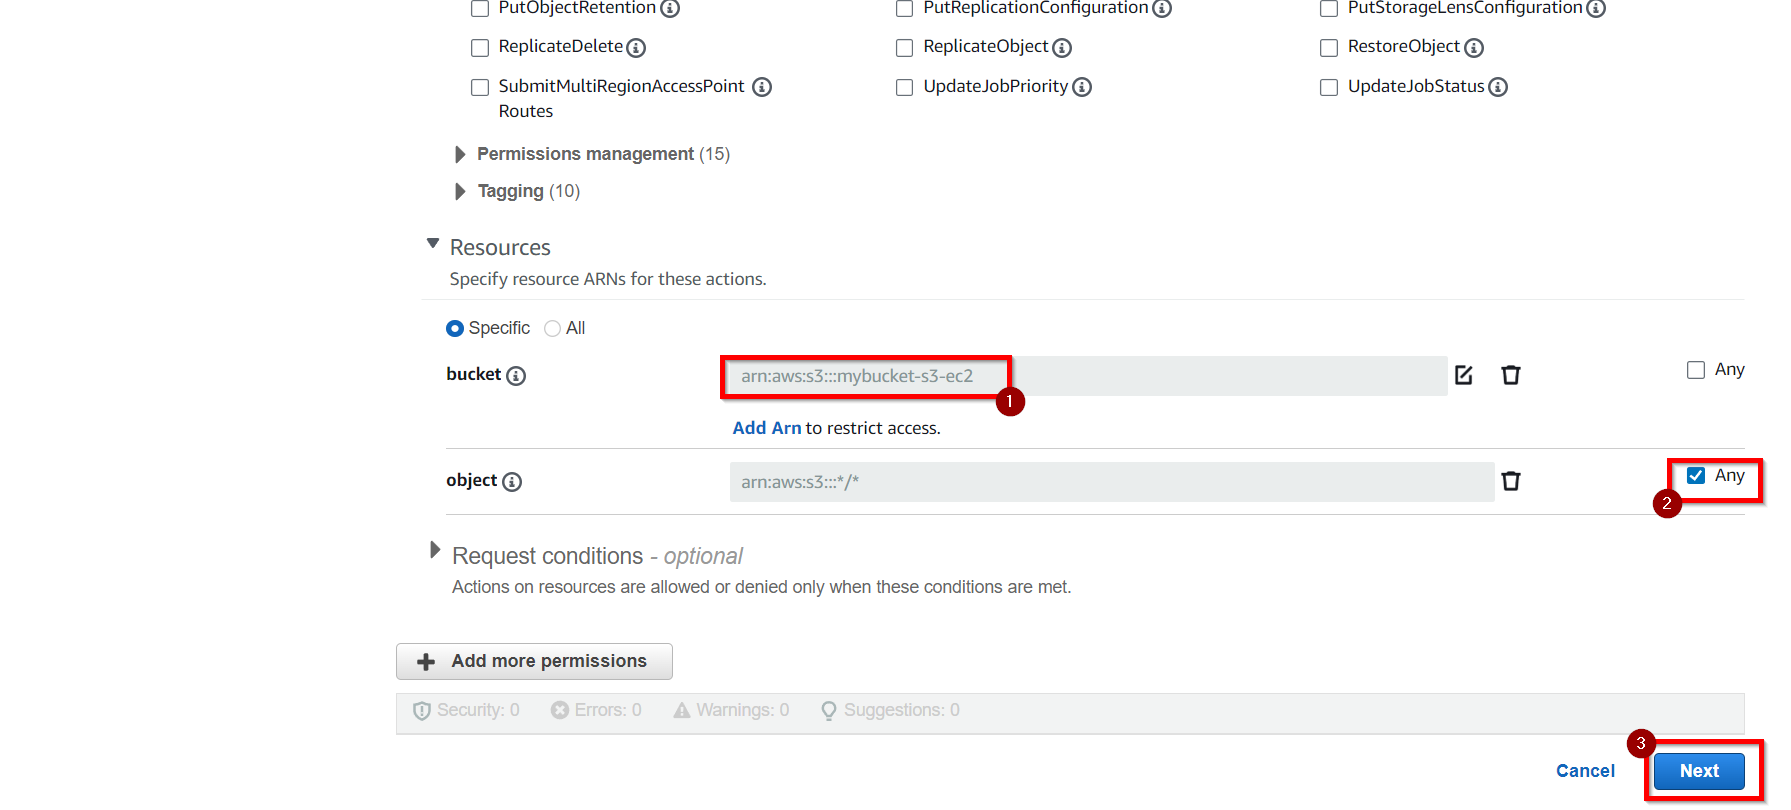 PutObjectRetention PutReplicationConfiguration PutStorageLensConfiguration
ReplicateDelete ReplicateObject RestoreObject
SubmitMultiRegionAccessPoint UpdateJobPriority UpdateJobStatus
Routes
Permissions management (15)
Tagging (10)
Resources
Specify resource ARNs for these actions.
Specific All
bucket arn:aws:s3:::mybucket-s3-ec2 Any
1
Add Arn to restrict access.
object arn:aws:s3:::*/* Any
2
Request conditions - optional
Actions on resources are allowed or denied only when these conditions are met.
Add more permissions
Security: 0 Errors: 0 Warnings: 0 Suggestions: 0
3
Cancel Next